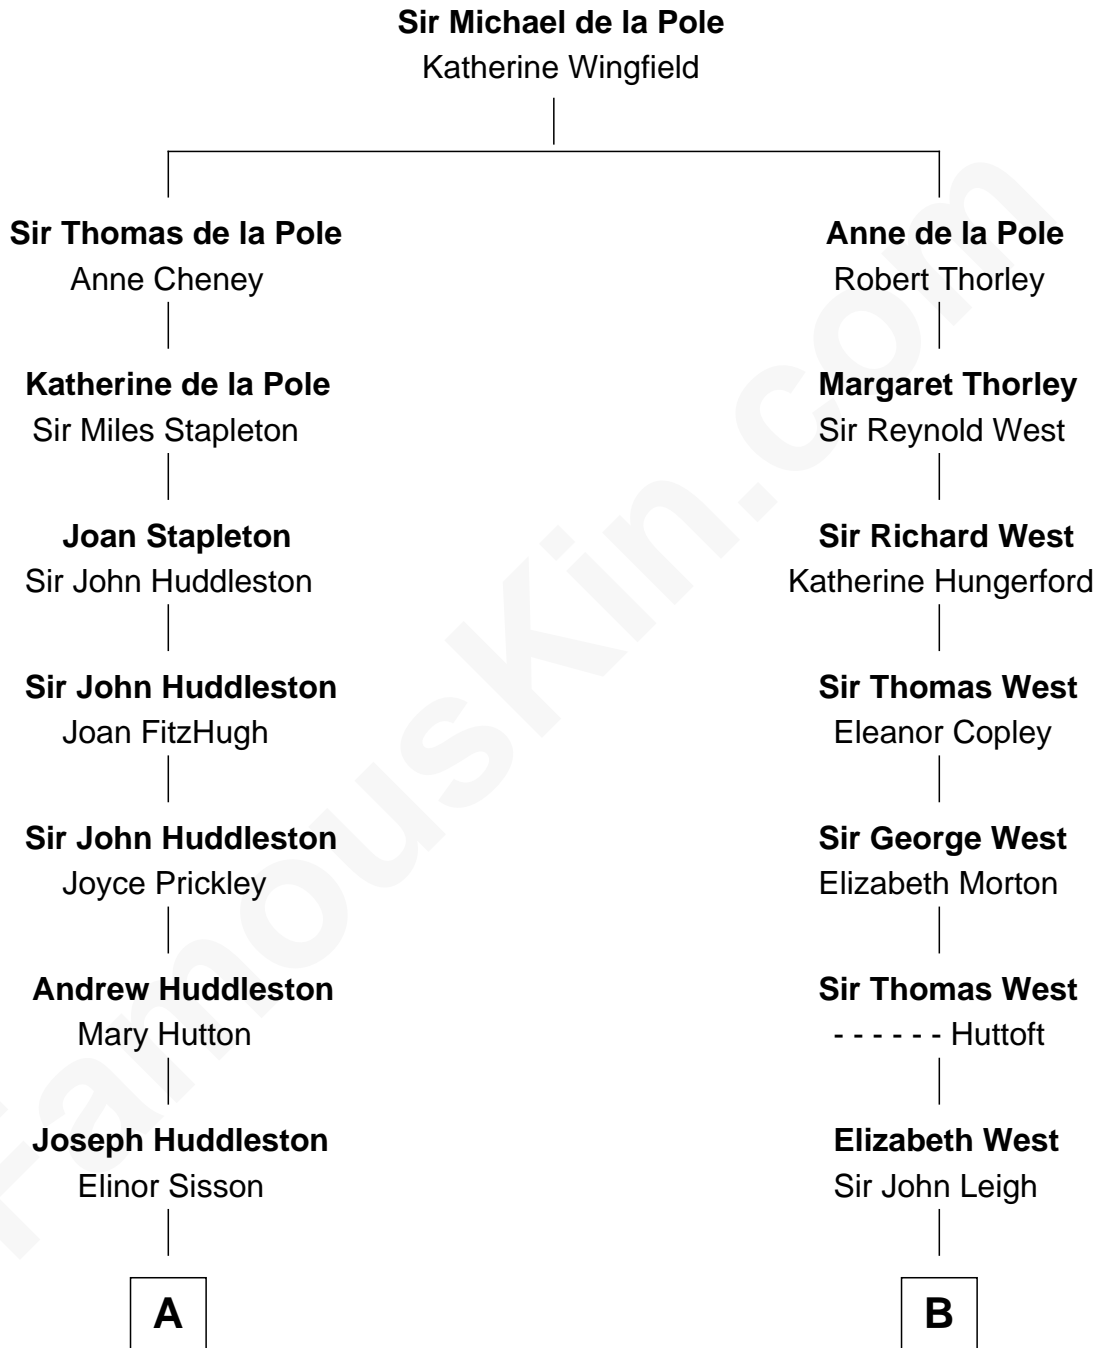 Sir Michael de la Pole
Katherine Wingfield
Sir Thomas de la Pole
Anne Cheney
Anne de la Pole
Robert Thorley
Katherine de la Pole
Sir Miles Stapleton
Margaret Thorley
Sir Reynold West
Joan Stapleton
Sir John Huddleston
Sir Richard West
Katherine Hungerford
Sir John Huddleston
Joan FitzHugh
Sir Thomas West
Eleanor Copley
Sir John Huddleston
Joyce Prickley
Sir George West
Elizabeth Morton
Andrew Huddleston
Mary Hutton
Sir Thomas West
- - - - - - Huttoft
Joseph Huddleston
Elinor Sisson
Elizabeth West
Sir John Leigh
A
B
FamousKin.com